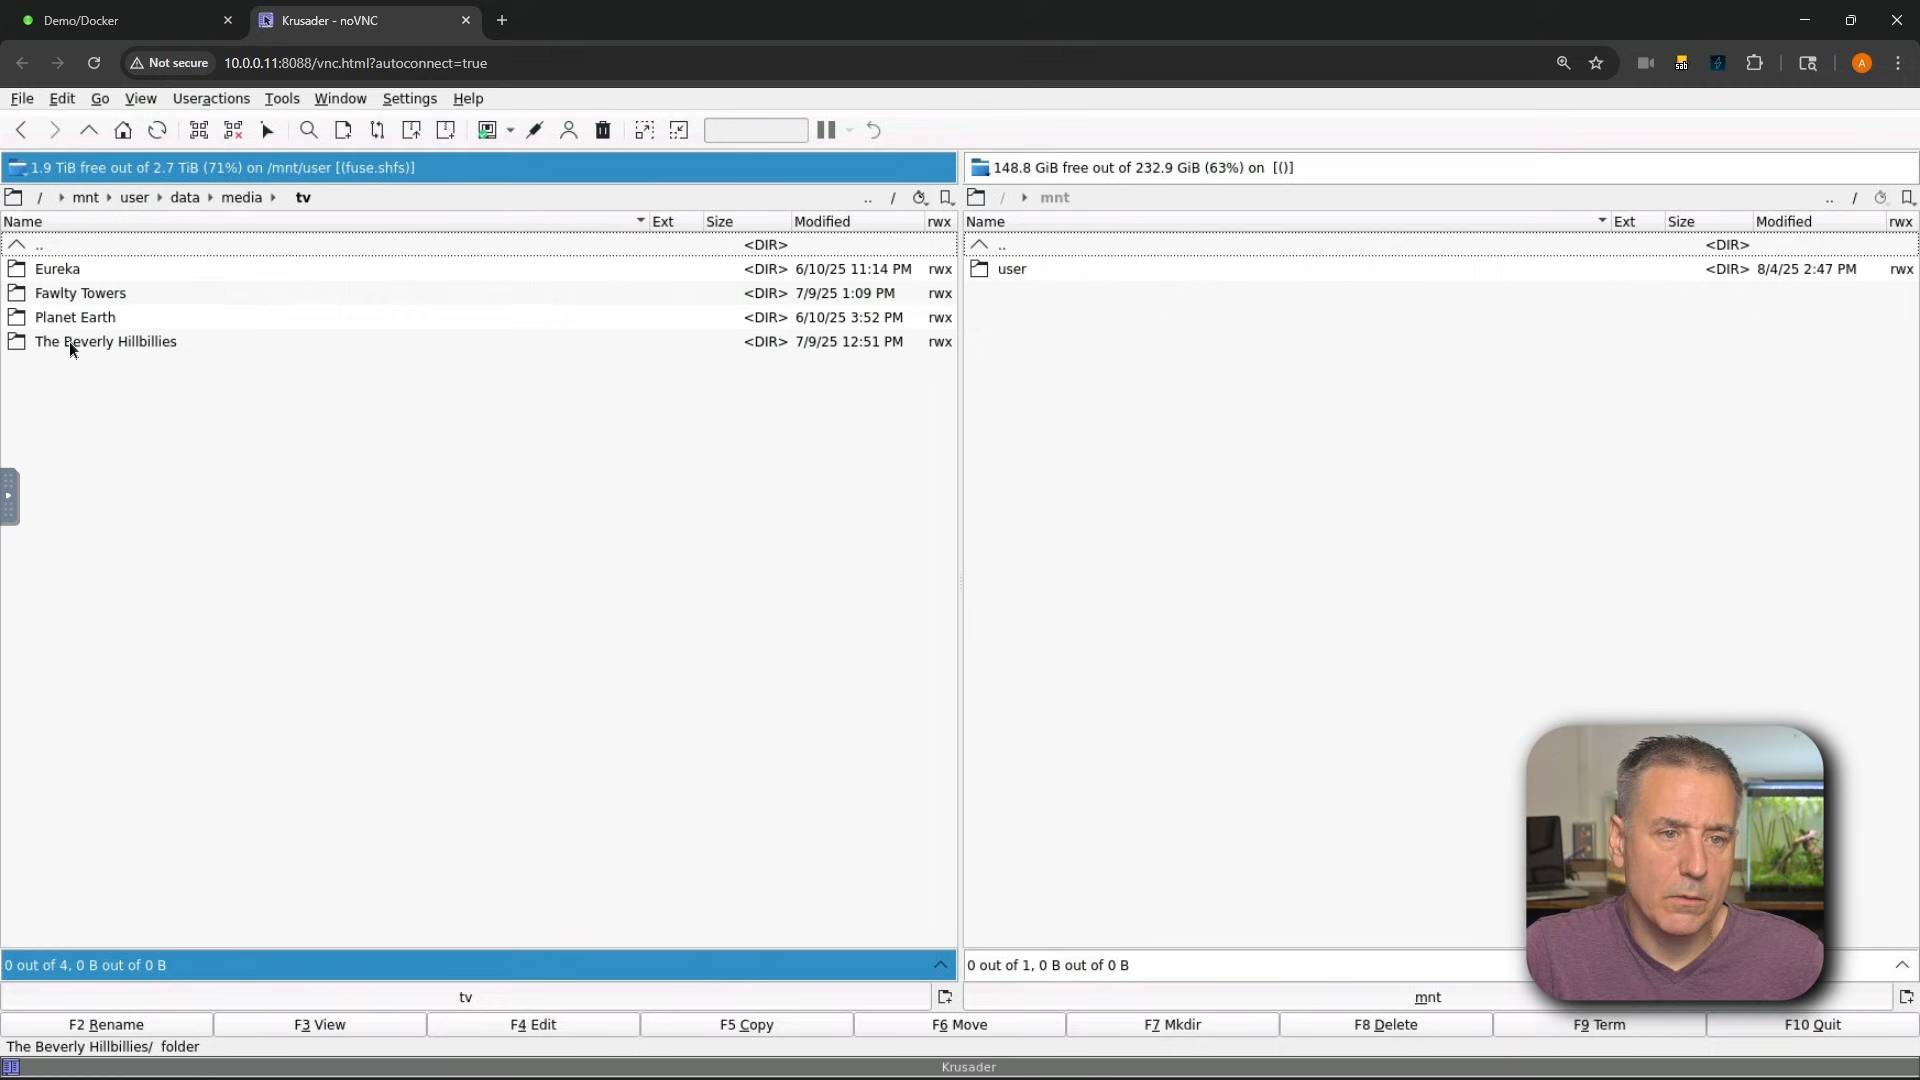 Demo/Docker
Krusader - noVNC
Not secure
10.0.0.11:8088/vnc.html?autoconnect=true
sab
A
File Edit Go View Useractions Tools Window Settings Help
1.9 TiB free out of 2.7 TiB (71%) on /mnt/user [(fuse.shfs)]
148.8 GiB free out of 232.9 GiB (63%) on [()]
/ mnt user data media tv .. /
/ mnt .. /
Name Ext Size Modified rwx
.. <DIR>
Eureka <DIR> 6/10/25 11:14 PM rwx
Fawlty Towers <DIR> 7/9/25 1:09 PM rwx
Planet Earth <DIR> 6/10/25 3:52 PM rwx
The Beverly Hillbillies <DIR> 7/9/25 12:51 PM rwx
Name Ext Size Modified rwx
.. <DIR>
user <DIR> 8/4/25 2:47 PM rwx
0 out of 4, 0 B out of 0 B
0 out of 1, 0 B out of 0 B
tv
mnt
F2 Rename F3 View F4 Edit F5 Copy F6 Move F7 Mkdir F8 Delete F9 Term F10 Quit
The Beverly Hillbillies/ folder
Krusader